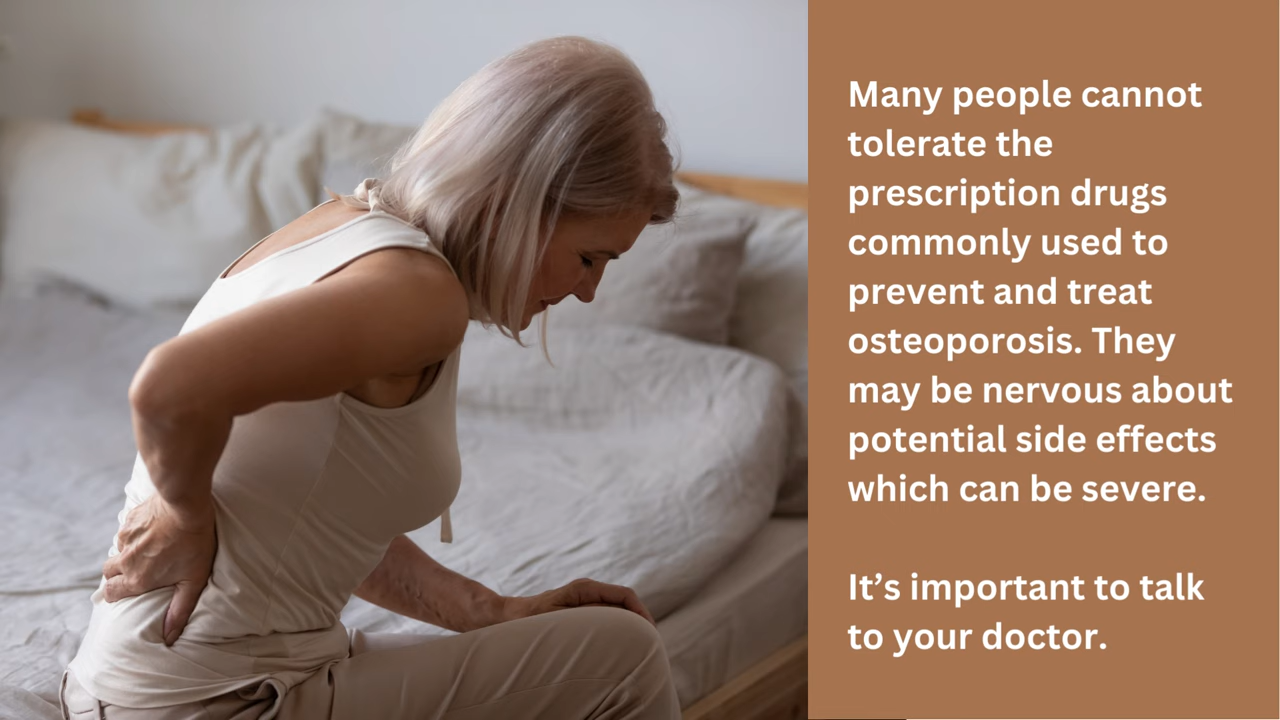 Many people cannot
tolerate the
prescription drugs
commonly used to
prevent and treat
osteoporosis. They
may be nervous about
potential side effects
which can be severe.
It’s important to talk
to your doctor.